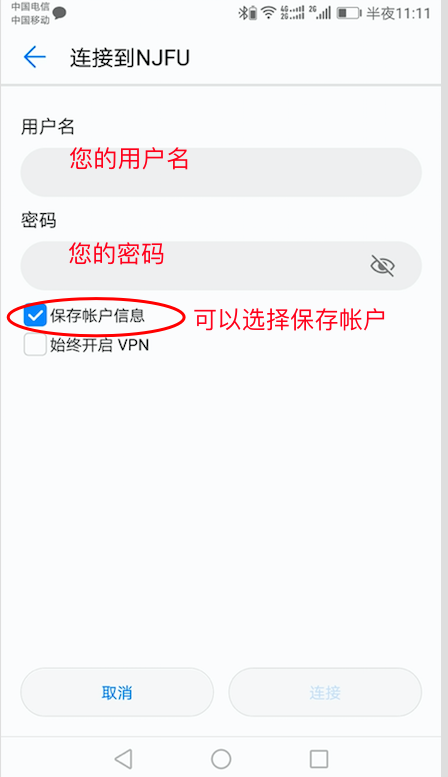 中国电信
中国移动
4G 2G 2G 半夜11:11
连接到NJFU
用户名
您的用户名
密码
您的密码
保存帐户信息 可以选择保存帐户
始终开启 VPN
取消 连接